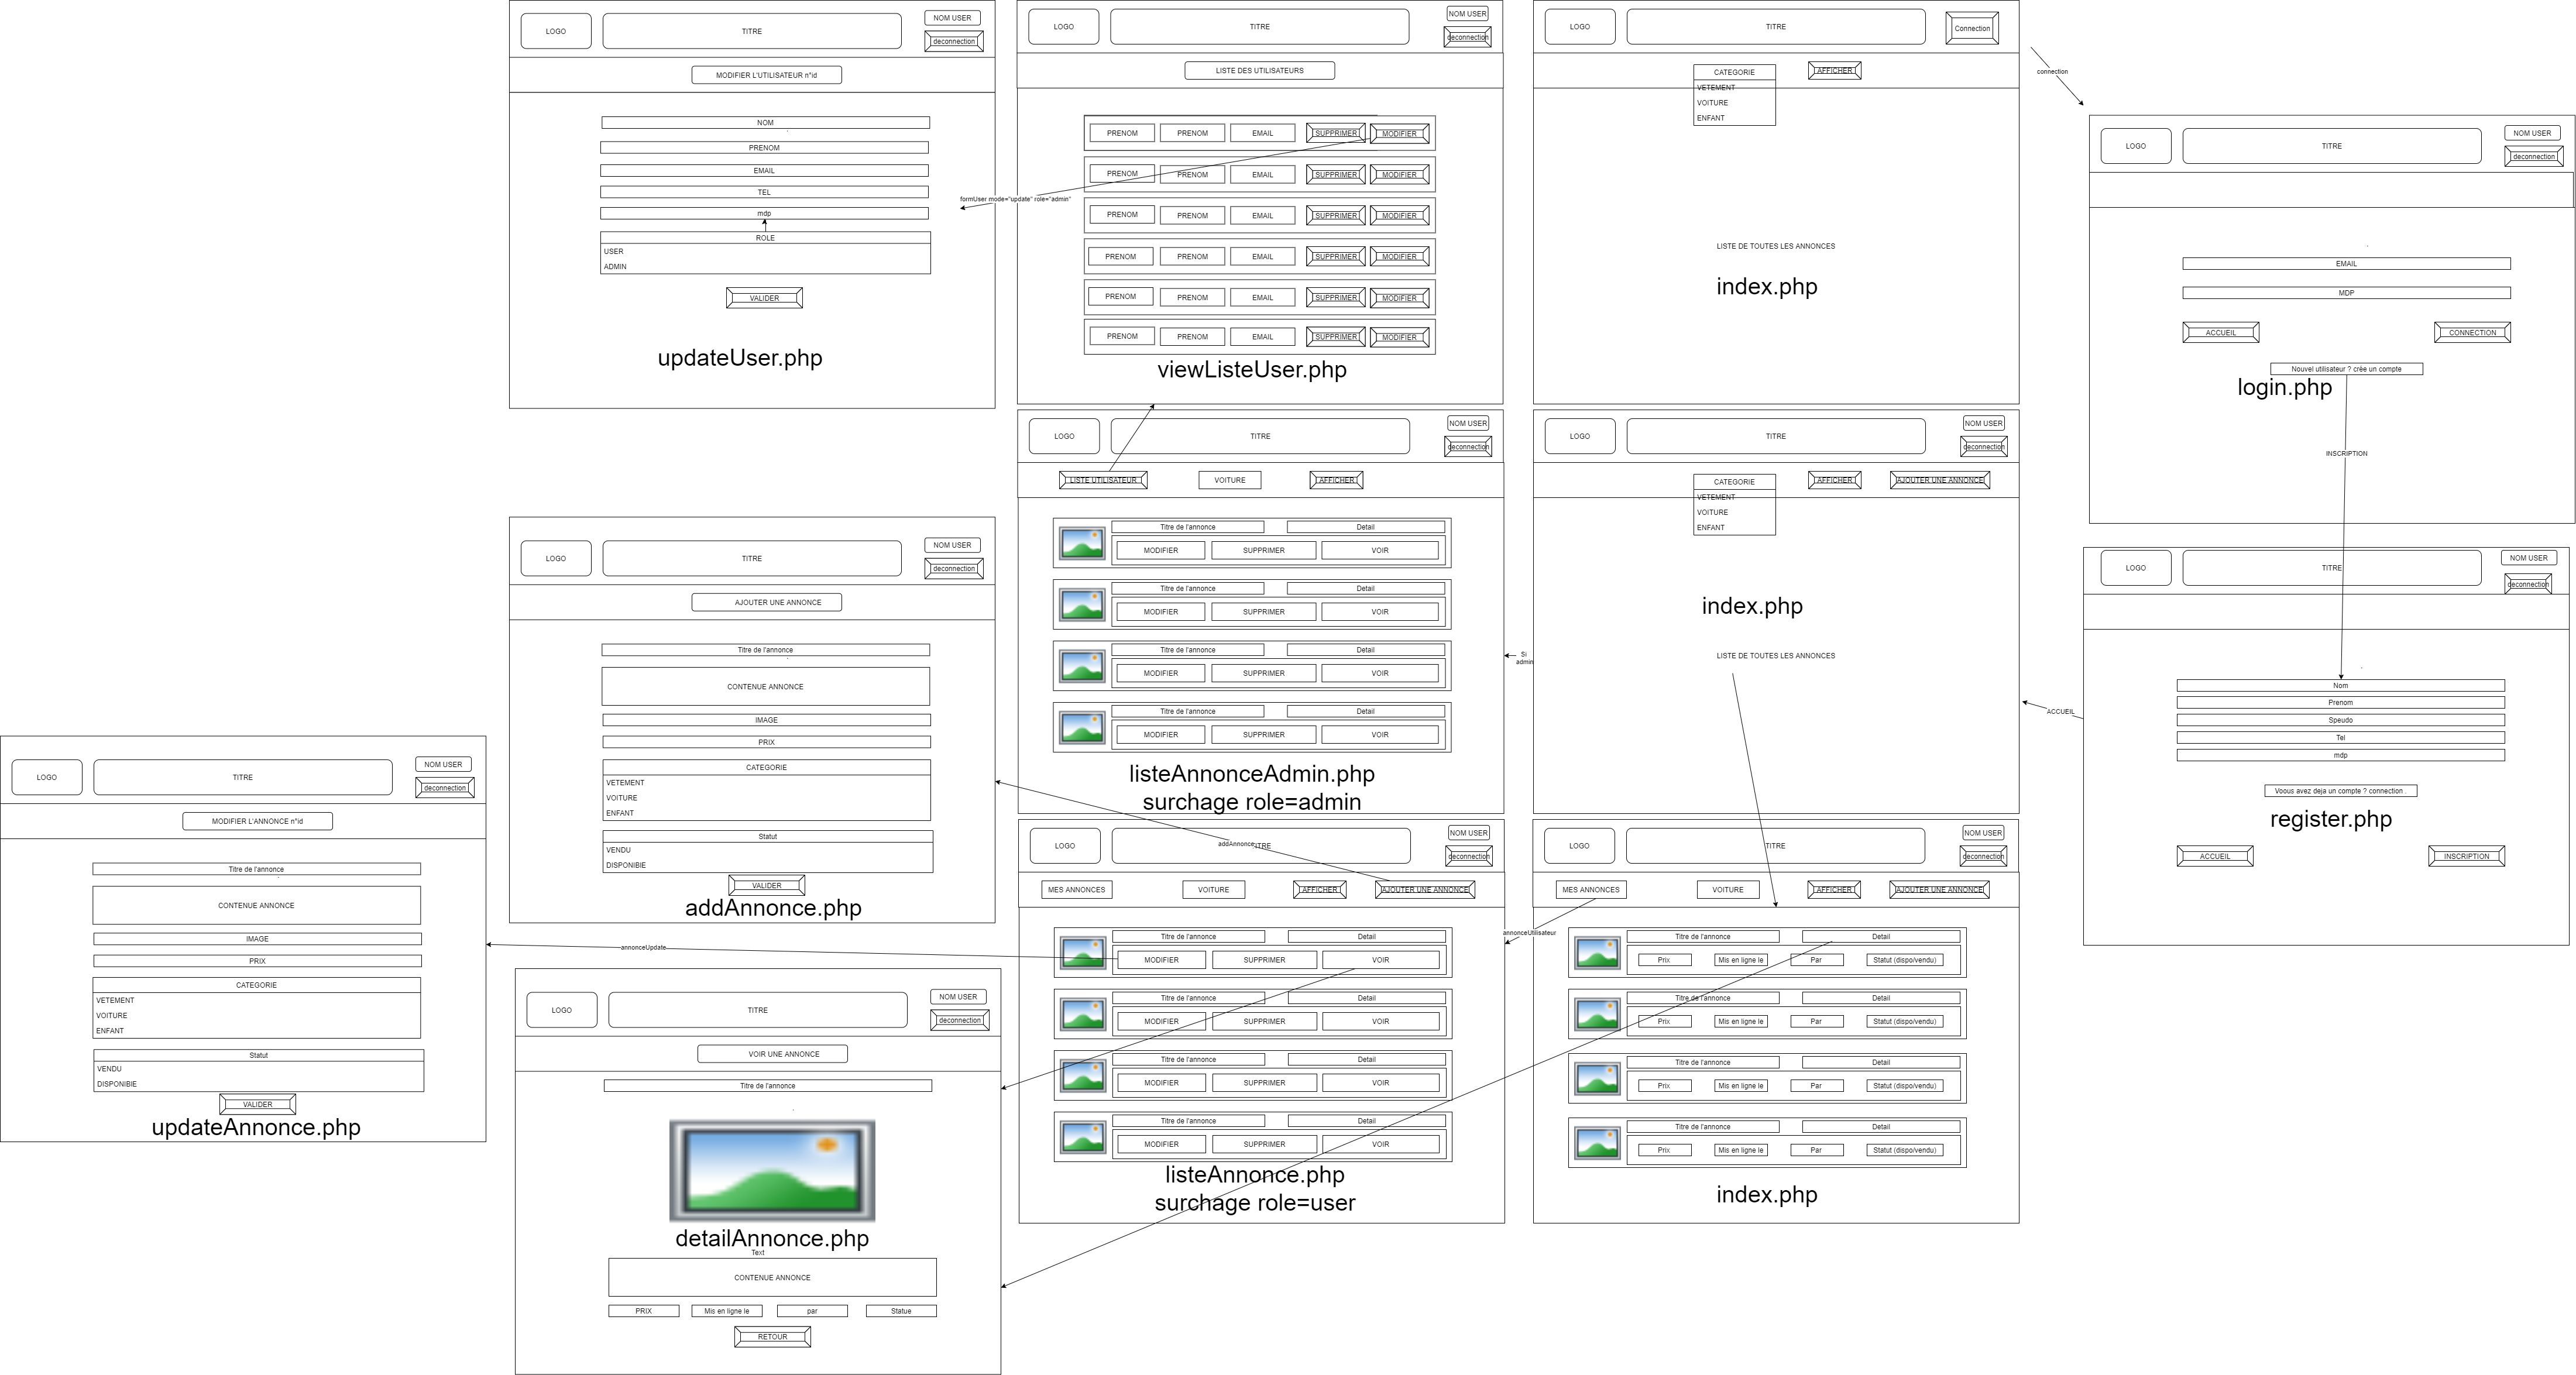 LOGO
TITRE
NOM USER
deconnection
MODIFIER L'UTILISATEUR n°id
NOM
PRENOM
EMAIL
TEL
mdp
ROLE
USER
ADMIN
VALIDER
updateUser.php
LOGO
TITRE
NOM USER
deconnection
LISTE DES UTILISATEURS
PRENOM PRENOM EMAIL SUPPRIMER MODIFIER
PRENOM PRENOM EMAIL SUPPRIMER MODIFIER
PRENOM PRENOM EMAIL SUPPRIMER MODIFIER
PRENOM PRENOM EMAIL SUPPRIMER MODIFIER
PRENOM PRENOM EMAIL SUPPRIMER MODIFIER
PRENOM PRENOM EMAIL SUPPRIMER MODIFIER
viewListeUser.php
formUser mode="update" role="admin"
LOGO
TITRE
Connection
CATEGORIE
AFFICHER
VETEMENT
VOITURE
ENFANT
LISTE DE TOUTES LES ANNONCES
index.php
connection
LOGO
TITRE
NOM USER
deconnection
EMAIL
MDP
ACCUEIL
CONNECTION
Nouvel utilisateur ? crée un compte
login.php
INSCRIPTION
LOGO
TITRE
NOM USER
deconnection
LISTE UTILISATEUR
VOITURE
AFFICHER
Titre de l'annonce Detail
MODIFIER SUPPRIMER VOIR
Titre de l'annonce Detail
MODIFIER SUPPRIMER VOIR
Titre de l'annonce Detail
MODIFIER SUPPRIMER VOIR
Titre de l'annonce Detail
MODIFIER SUPPRIMER VOIR
listeAnnonceAdmin.php
surchage role=admin
Si
admin
LOGO
TITRE
NOM USER
deconnection
CATEGORIE
AFFICHER
AJOUTER UNE ANNONCE
VETEMENT
VOITURE
ENFANT
index.php
LISTE DE TOUTES LES ANNONCES
LOGO
TITRE
NOM USER
deconnection
Nom
Prenom
Speudo
Tel
mdp
Voous avez deja un compte ? connection .
register.php
ACCUEIL
INSCRIPTION
ACCUEIL
LOGO
TITRE
NOM USER
deconnection
AJOUTER UNE ANNONCE
Titre de l'annonce
CONTENUE ANNONCE
IMAGE
PRIX
CATEGORIE
VETEMENT
VOITURE
ENFANT
Statut
VENDU
DISPONIBIE
VALIDER
addAnnonce.php
addAnnonce
LOGO
TITRE
NOM USER
deconnection
MODIFIER L'ANNONCE n°id
Titre de l'annonce
CONTENUE ANNONCE
IMAGE
PRIX
CATEGORIE
VETEMENT
VOITURE
ENFANT
Statut
VENDU
DISPONIBIE
VALIDER
updateAnnonce.php
annonceUpdate
LOGO
TITRE
NOM USER
deconnection
MES ANNONCES
VOITURE
AFFICHER
AJOUTER UNE ANNONCE
Titre de l'annonce Detail
MODIFIER SUPPRIMER VOIR
Titre de l'annonce Detail
MODIFIER SUPPRIMER VOIR
Titre de l'annonce Detail
MODIFIER SUPPRIMER VOIR
Titre de l'annonce Detail
MODIFIER SUPPRIMER VOIR
listeAnnonce.php
surchage role=user
annonceUtilisateur
LOGO
TITRE
NOM USER
deconnection
MES ANNONCES
VOITURE
AFFICHER
AJOUTER UNE ANNONCE
Titre de l'annonce Detail
Prix Mis en ligne le Par Statut (dispo/vendu)
Titre de l'annonce Detail
Prix Mis en ligne le Par Statut (dispo/vendu)
Titre de l'annonce Detail
Prix Mis en ligne le Par Statut (dispo/vendu)
Titre de l'annonce Detail
Prix Mis en ligne le Par Statut (dispo/vendu)
index.php
LOGO
TITRE
NOM USER
deconnection
VOIR UNE ANNONCE
Titre de l'annonce
detailAnnonce.php
Text
CONTENUE ANNONCE
PRIX Mis en ligne le par Statue
RETOUR